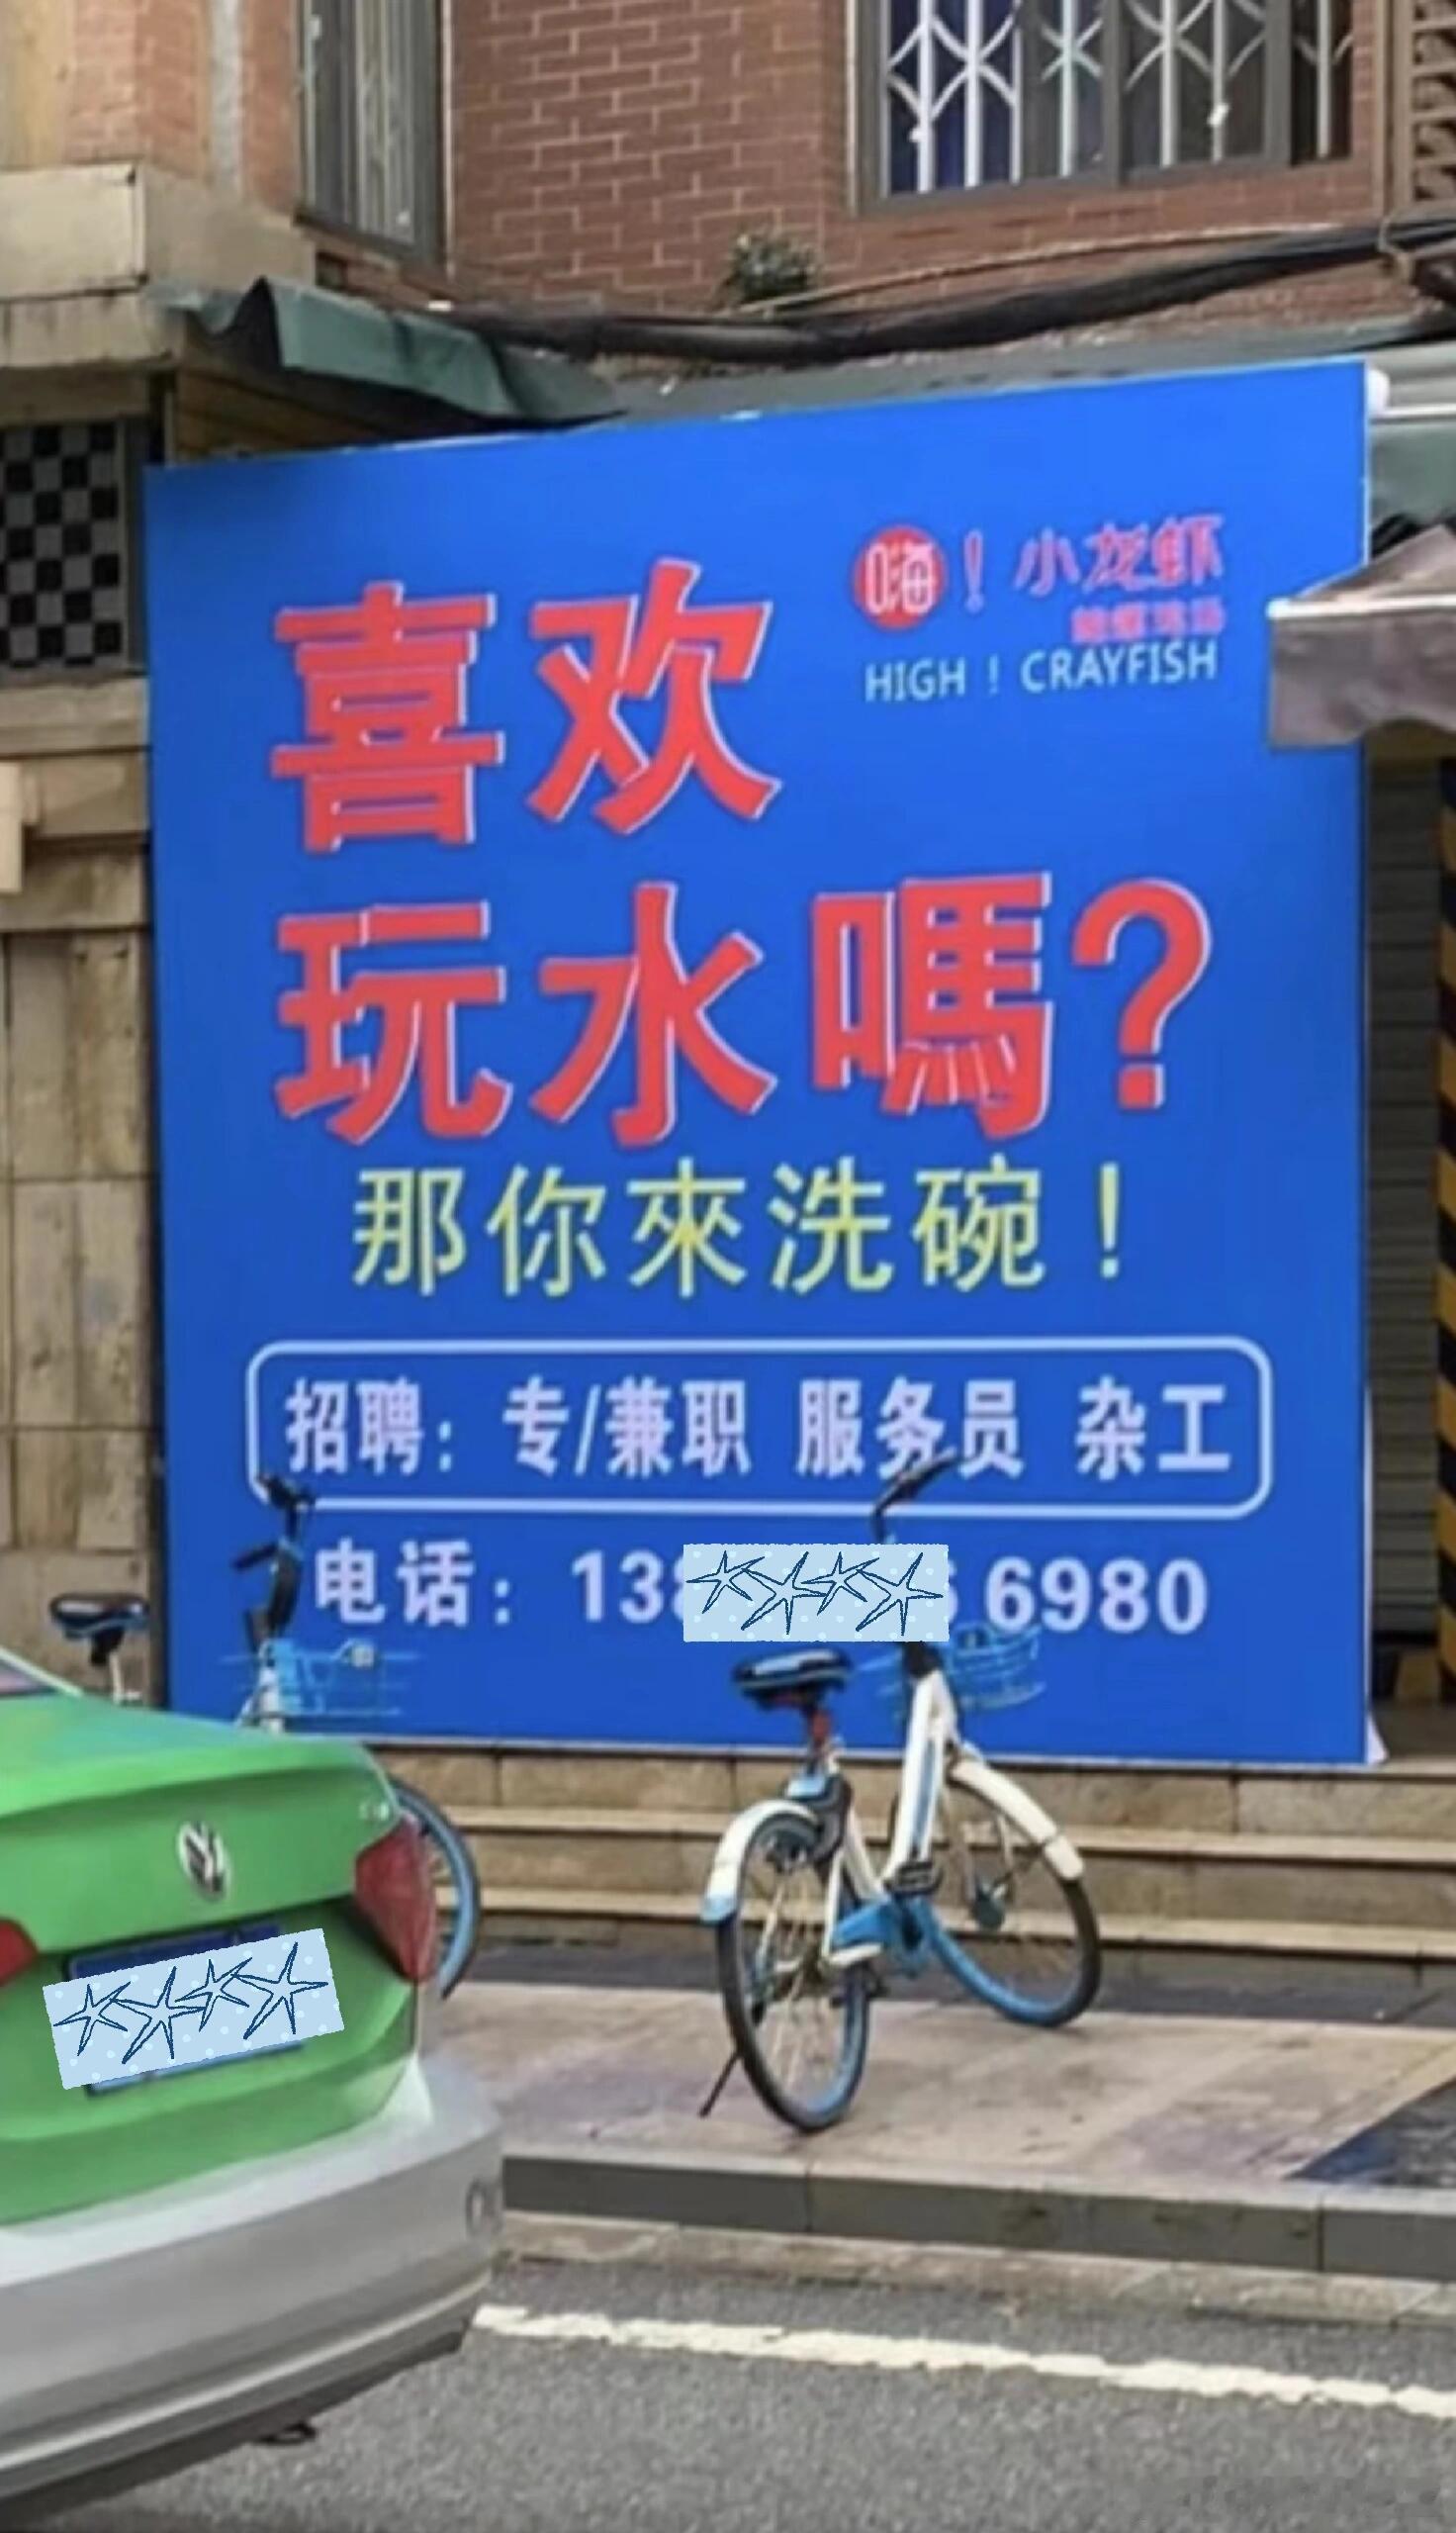 嗨！小龙虾
HIGH！CRAYFISH
喜欢
玩水嗎?
那你來洗碗！
招聘：专/兼职 服务员 杂工
电话：138 6980